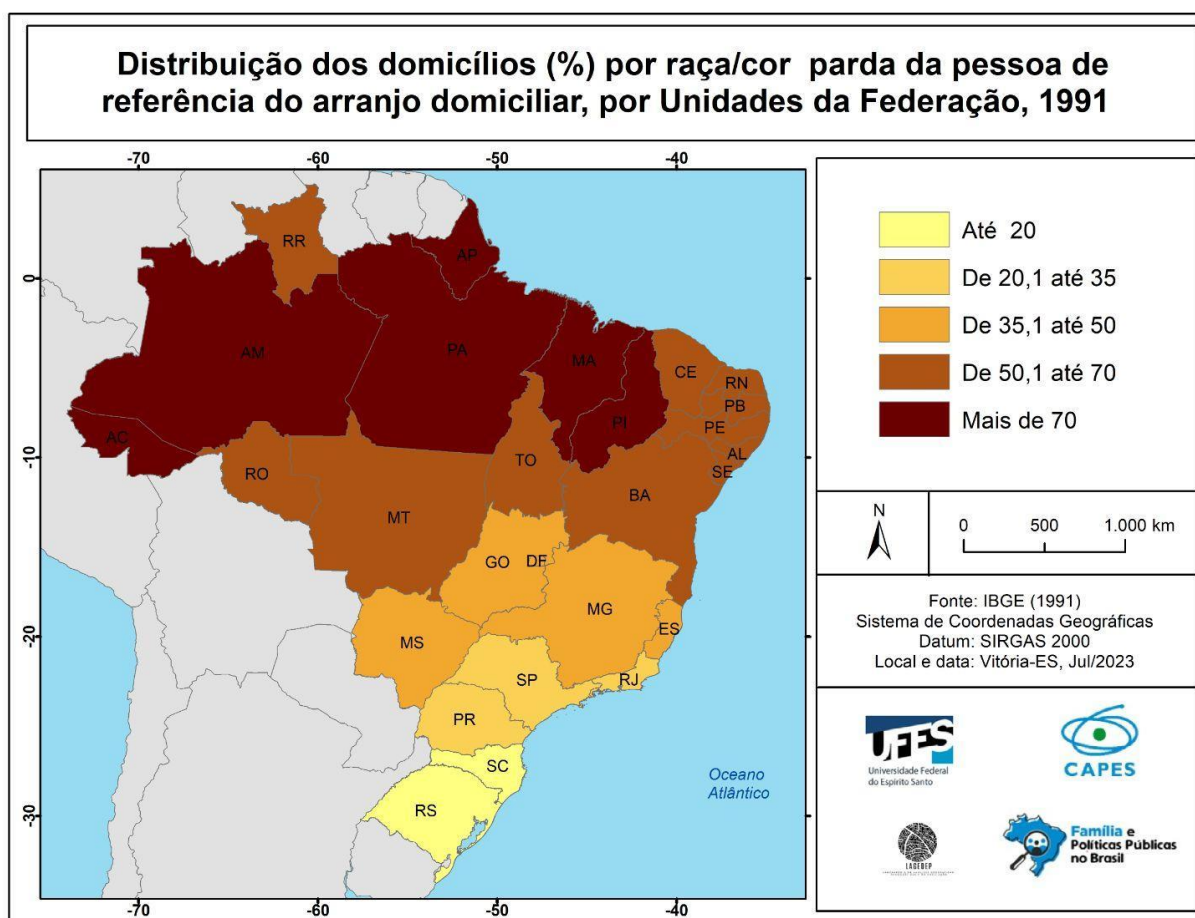 Distribuição dos domicílios (%) por raça/cor parda da pessoa de
referência do arranjo domiciliar, por Unidades da Federação, 1991
-70 -60 -50 -40
RR
AP
0
AM
PA
MA
CE
RN
PB
PI
PE
AC
AL
SE
-10
RO
TO
BA
MT
GO
DF
MG
ES
-20
MS
SP
RJ
PR
SC
Oceano
Atlântico
RS
-30
-70 -60 -50 -40
Até 20
De 20,1 até 35
De 35,1 até 50
De 50,1 até 70
Mais de 70
N
0 500 1.000 km
Fonte: IBGE (1991)
Sistema de Coordenadas Geográficas
Datum: SIRGAS 2000
Local e data: Vitória-ES, Jul/2023
UFES
Universidade Federal
do Espírito Santo
CAPES
LAGEDEP
Família e
Políticas Públicas
no Brasil